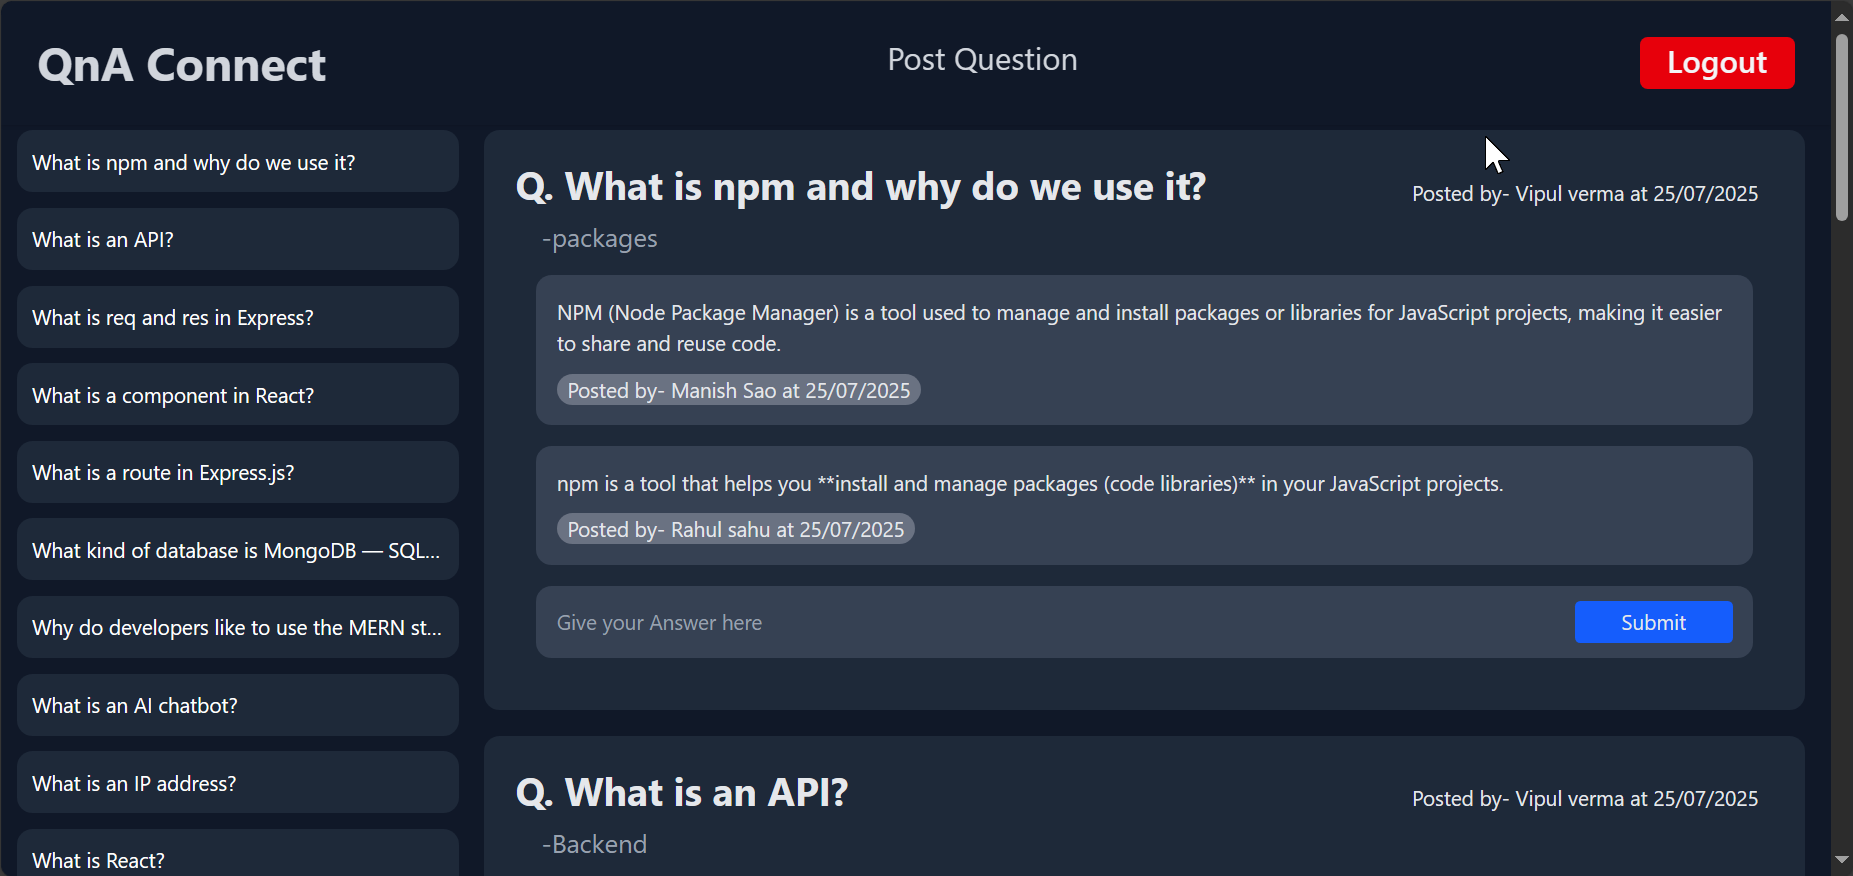 QnA Connect
Post Question
Logout
What is npm and why do we use it?
What is an API?
What is req and res in Express?
What is a component in React?
What is a route in Express.js?
What kind of database is MongoDB — SQL...
Why do developers like to use the MERN st...
What is an AI chatbot?
What is an IP address?
What is React?
Q. What is npm and why do we use it?
Posted by- Vipul verma at 25/07/2025
-packages
NPM (Node Package Manager) is a tool used to manage and install packages or libraries for JavaScript projects, making it easier
to share and reuse code.
Posted by- Manish Sao at 25/07/2025
npm is a tool that helps you **install and manage packages (code libraries)** in your JavaScript projects.
Posted by- Rahul sahu at 25/07/2025
Give your Answer here
Submit
Q. What is an API?
Posted by- Vipul verma at 25/07/2025
-Backend